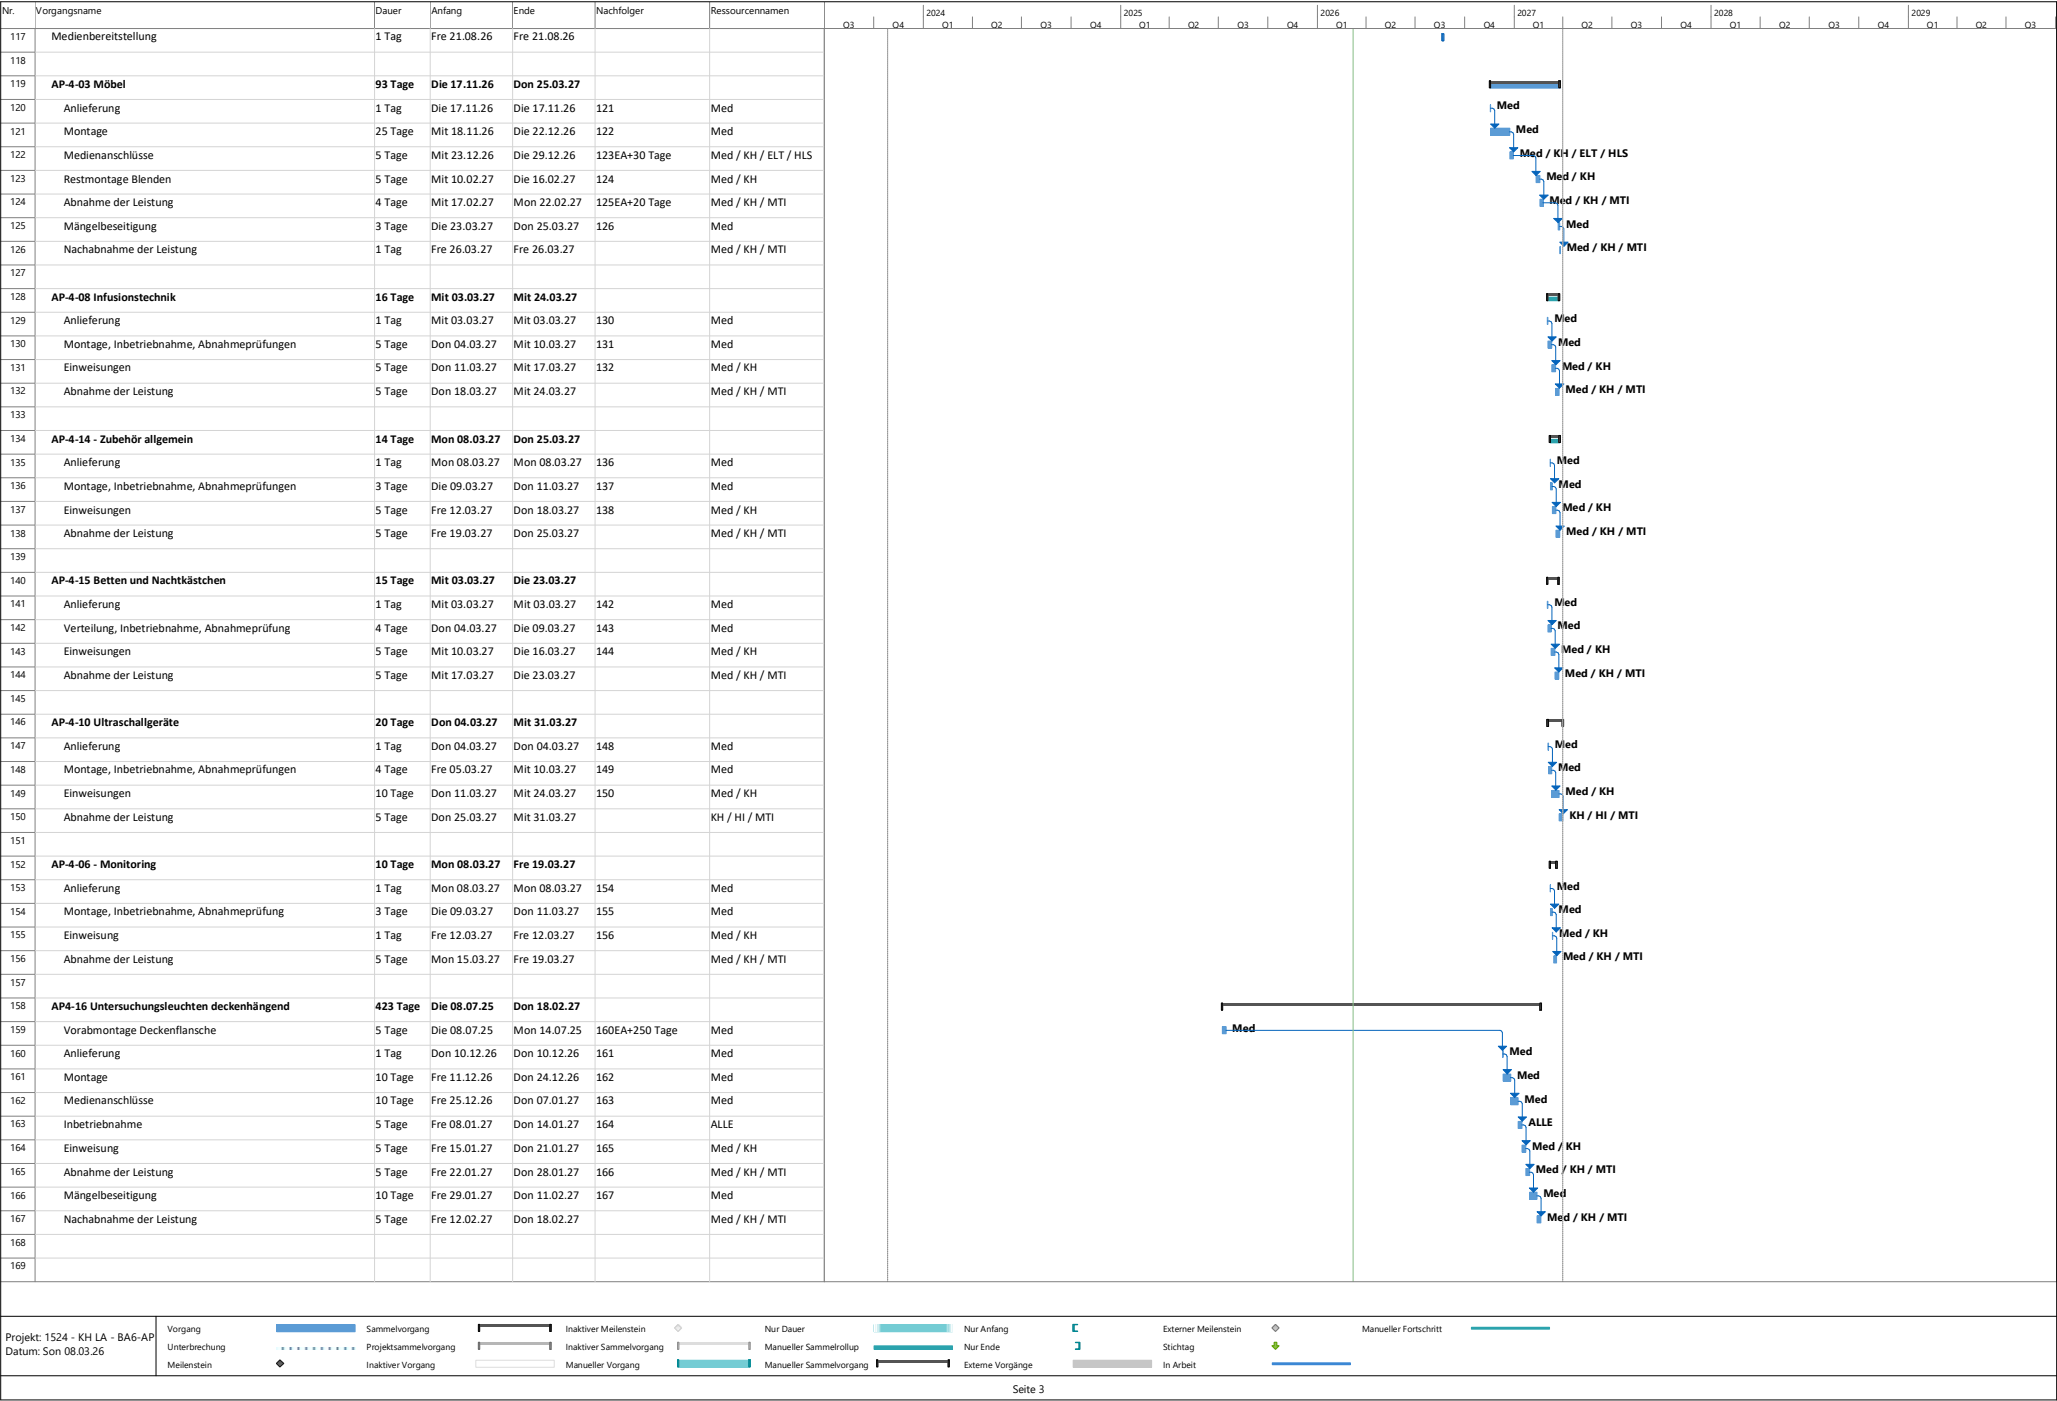 Nr. Vorgangsname Dauer Anfang Ende Nachfolger Ressourcennamen 2024 2025 2026 2027 2028 2029
Q3 Q4 Q1 Q2 Q3 Q4 Q1 Q2 Q3 Q4 Q1 Q2 Q3 Q4 Q1 Q2 Q3 Q4 Q1 Q2 Q3 Q4 Q1 Q2 Q3
117 Medienbereitstellung 1 Tag Fre 21.08.26 Fre 21.08.26
118
119 AP-4-03 Möbel 93 Tage Die 17.11.26 Don 25.03.27
120 Anlieferung 1 Tag Die 17.11.26 Die 17.11.26 121 Med Med
121 Montage 25 Tage Mit 18.11.26 Die 22.12.26 122 Med Med
122 Medienanschlüsse 5 Tage Mit 23.12.26 Die 29.12.26 123EA+30 Tage Med / KH / ELT / HLS Med / KH / ELT / HLS
123 Restmontage Blenden 5 Tage Mit 10.02.27 Die 16.02.27 124 Med / KH Med / KH
124 Abnahme der Leistung 4 Tage Mit 17.02.27 Mon 22.02.27 125EA+20 Tage Med / KH / MTI Med / KH / MTI
125 Mängelbeseitigung 3 Tage Die 23.03.27 Don 25.03.27 126 Med Med
126 Nachabnahme der Leistung 1 Tag Fre 26.03.27 Fre 26.03.27 Med / KH / MTI Med / KH / MTI
127
128 AP-4-08 Infusionstechnik 16 Tage Mit 03.03.27 Mit 24.03.27
129 Anlieferung 1 Tag Mit 03.03.27 Mit 03.03.27 130 Med Med
130 Montage, Inbetriebnahme, Abnahmeprüfungen 5 Tage Don 04.03.27 Mit 10.03.27 131 Med Med
131 Einweisungen 5 Tage Don 11.03.27 Mit 17.03.27 132 Med / KH Med / KH
132 Abnahme der Leistung 5 Tage Don 18.03.27 Mit 24.03.27 Med / KH / MTI Med / KH / MTI
133
134 AP-4-14 - Zubehör allgemein 14 Tage Mon 08.03.27 Don 25.03.27
135 Anlieferung 1 Tag Mon 08.03.27 Mon 08.03.27 136 Med Med
136 Montage, Inbetriebnahme, Abnahmeprüfungen 3 Tage Die 09.03.27 Don 11.03.27 137 Med Med
137 Einweisungen 5 Tage Fre 12.03.27 Don 18.03.27 138 Med / KH Med / KH
138 Abnahme der Leistung 5 Tage Fre 19.03.27 Don 25.03.27 Med / KH / MTI Med / KH / MTI
139
140 AP-4-15 Betten und Nachtkästchen 15 Tage Mit 03.03.27 Die 23.03.27
141 Anlieferung 1 Tag Mit 03.03.27 Mit 03.03.27 142 Med Med
142 Verteilung, Inbetriebnahme, Abnahmeprüfung 4 Tage Don 04.03.27 Die 09.03.27 143 Med Med
143 Einweisungen 5 Tage Mit 10.03.27 Die 16.03.27 144 Med / KH Med / KH
144 Abnahme der Leistung 5 Tage Mit 17.03.27 Die 23.03.27 Med / KH / MTI Med / KH / MTI
145
146 AP-4-10 Ultraschallgeräte 20 Tage Don 04.03.27 Mit 31.03.27
147 Anlieferung 1 Tag Don 04.03.27 Don 04.03.27 148 Med Med
148 Montage, Inbetriebnahme, Abnahmeprüfungen 4 Tage Fre 05.03.27 Mit 10.03.27 149 Med Med
149 Einweisungen 10 Tage Don 11.03.27 Mit 24.03.27 150 Med / KH Med / KH
150 Abnahme der Leistung 5 Tage Don 25.03.27 Mit 31.03.27 KH / HI / MTI KH / HI / MTI
151
152 AP-4-06 - Monitoring 10 Tage Mon 08.03.27 Fre 19.03.27
153 Anlieferung 1 Tag Mon 08.03.27 Mon 08.03.27 154 Med Med
154 Montage, Inbetriebnahme, Abnahmeprüfung 3 Tage Die 09.03.27 Don 11.03.27 155 Med Med
155 Einweisung 1 Tag Fre 12.03.27 Fre 12.03.27 156 Med / KH Med / KH
156 Abnahme der Leistung 5 Tage Mon 15.03.27 Fre 19.03.27 Med / KH / MTI Med / KH / MTI
157
158 AP4-16 Untersuchungsleuchten deckenhängend 423 Tage Die 08.07.25 Don 18.02.27
159 Vorabmontage Deckenflansche 5 Tage Die 08.07.25 Mon 14.07.25 160EA+250 Tage Med Med
160 Anlieferung 1 Tag Don 10.12.26 Don 10.12.26 161 Med Med
161 Montage 10 Tage Fre 11.12.26 Don 24.12.26 162 Med Med
162 Medienanschlüsse 10 Tage Fre 25.12.26 Don 07.01.27 163 Med Med
163 Inbetriebnahme 5 Tage Fre 08.01.27 Don 14.01.27 164 ALLE ALLE
164 Einweisung 5 Tage Fre 15.01.27 Don 21.01.27 165 Med / KH Med / KH
165 Abnahme der Leistung 5 Tage Fre 22.01.27 Don 28.01.27 166 Med / KH / MTI Med / KH / MTI
166 Mängelbeseitigung 10 Tage Fre 29.01.27 Don 11.02.27 167 Med Med
167 Nachabnahme der Leistung 5 Tage Fre 12.02.27 Don 18.02.27 Med / KH / MTI Med / KH / MTI
168
169
Projekt: 1524 - KH LA - BA6-AP
Datum: Son 08.03.26
Vorgang Sammelvorgang Inaktiver Meilenstein Nur Dauer Nur Anfang Externer Meilenstein Manueller Fortschritt
Unterbrechung Projektsammelvorgang Inaktiver Sammelvorgang Manueller Sammelrollup Nur Ende Stichtag
Meilenstein Inaktiver Vorgang Manueller Vorgang Manueller Sammelvorgang Externe Vorgänge In Arbeit
Seite 3